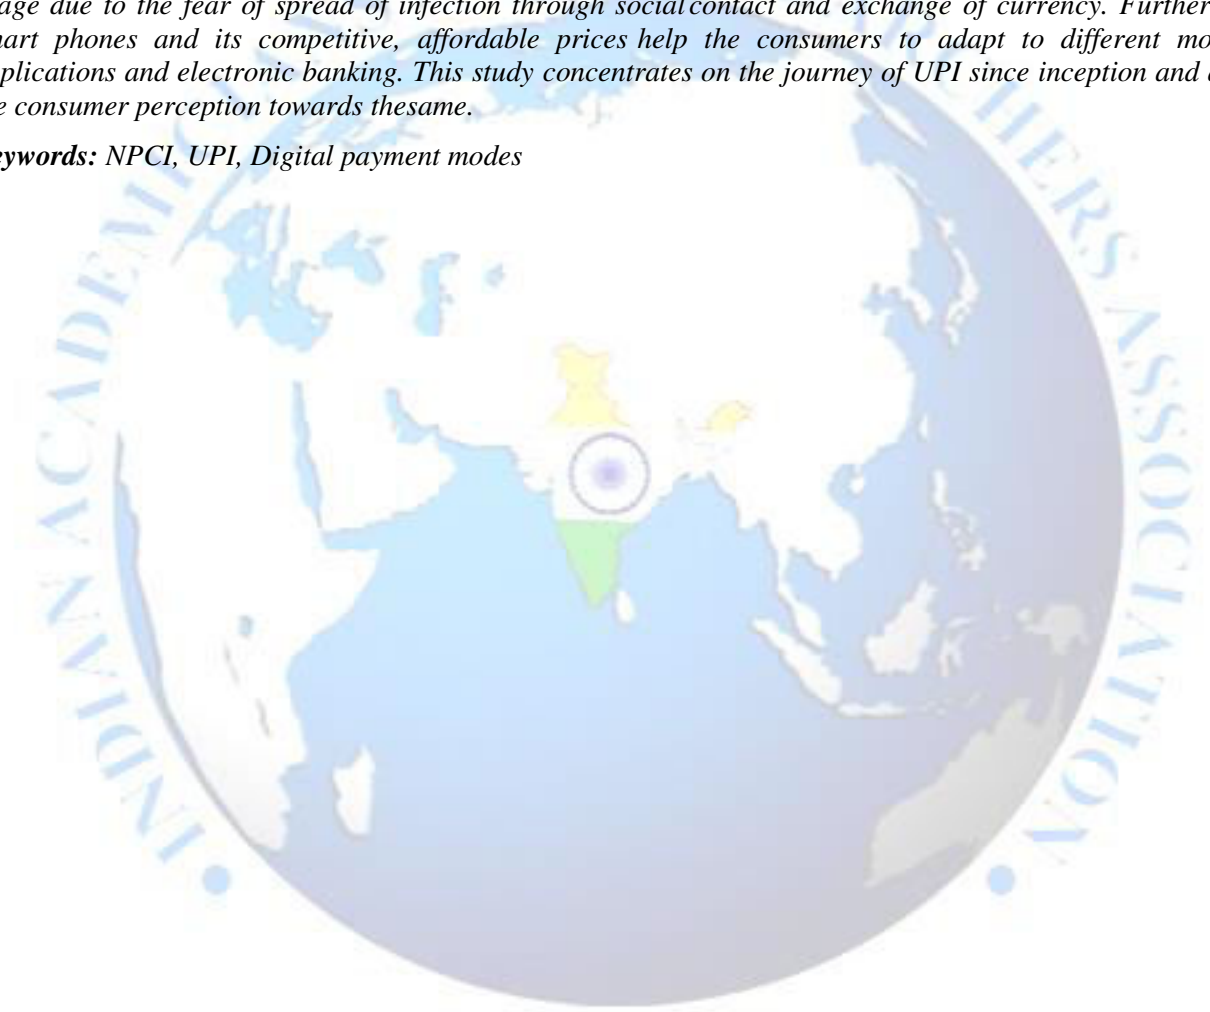 age due to the fear of spread of infection through social contact and exchange of currency. Further
art phones and its competitive, affordable prices help the consumers to adapt to different mo
plications and electronic banking. This study concentrates on the journey of UPI since inception and
e consumer perception towards thesame.
eywords: NPCI, UPI, Digital payment modes
INDIAN ACADEMIC
CHERS ASSOCIATION